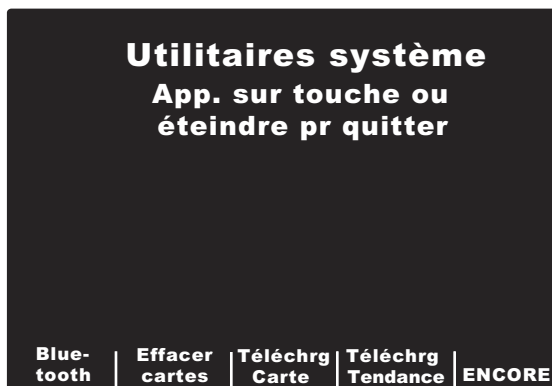 Utilitaires système
App. sur touche ou
éteindre pr quitter
Blue-
tooth
Effacer
cartes
Téléchrg
Carte
Téléchrg
Tendance
ENCORE